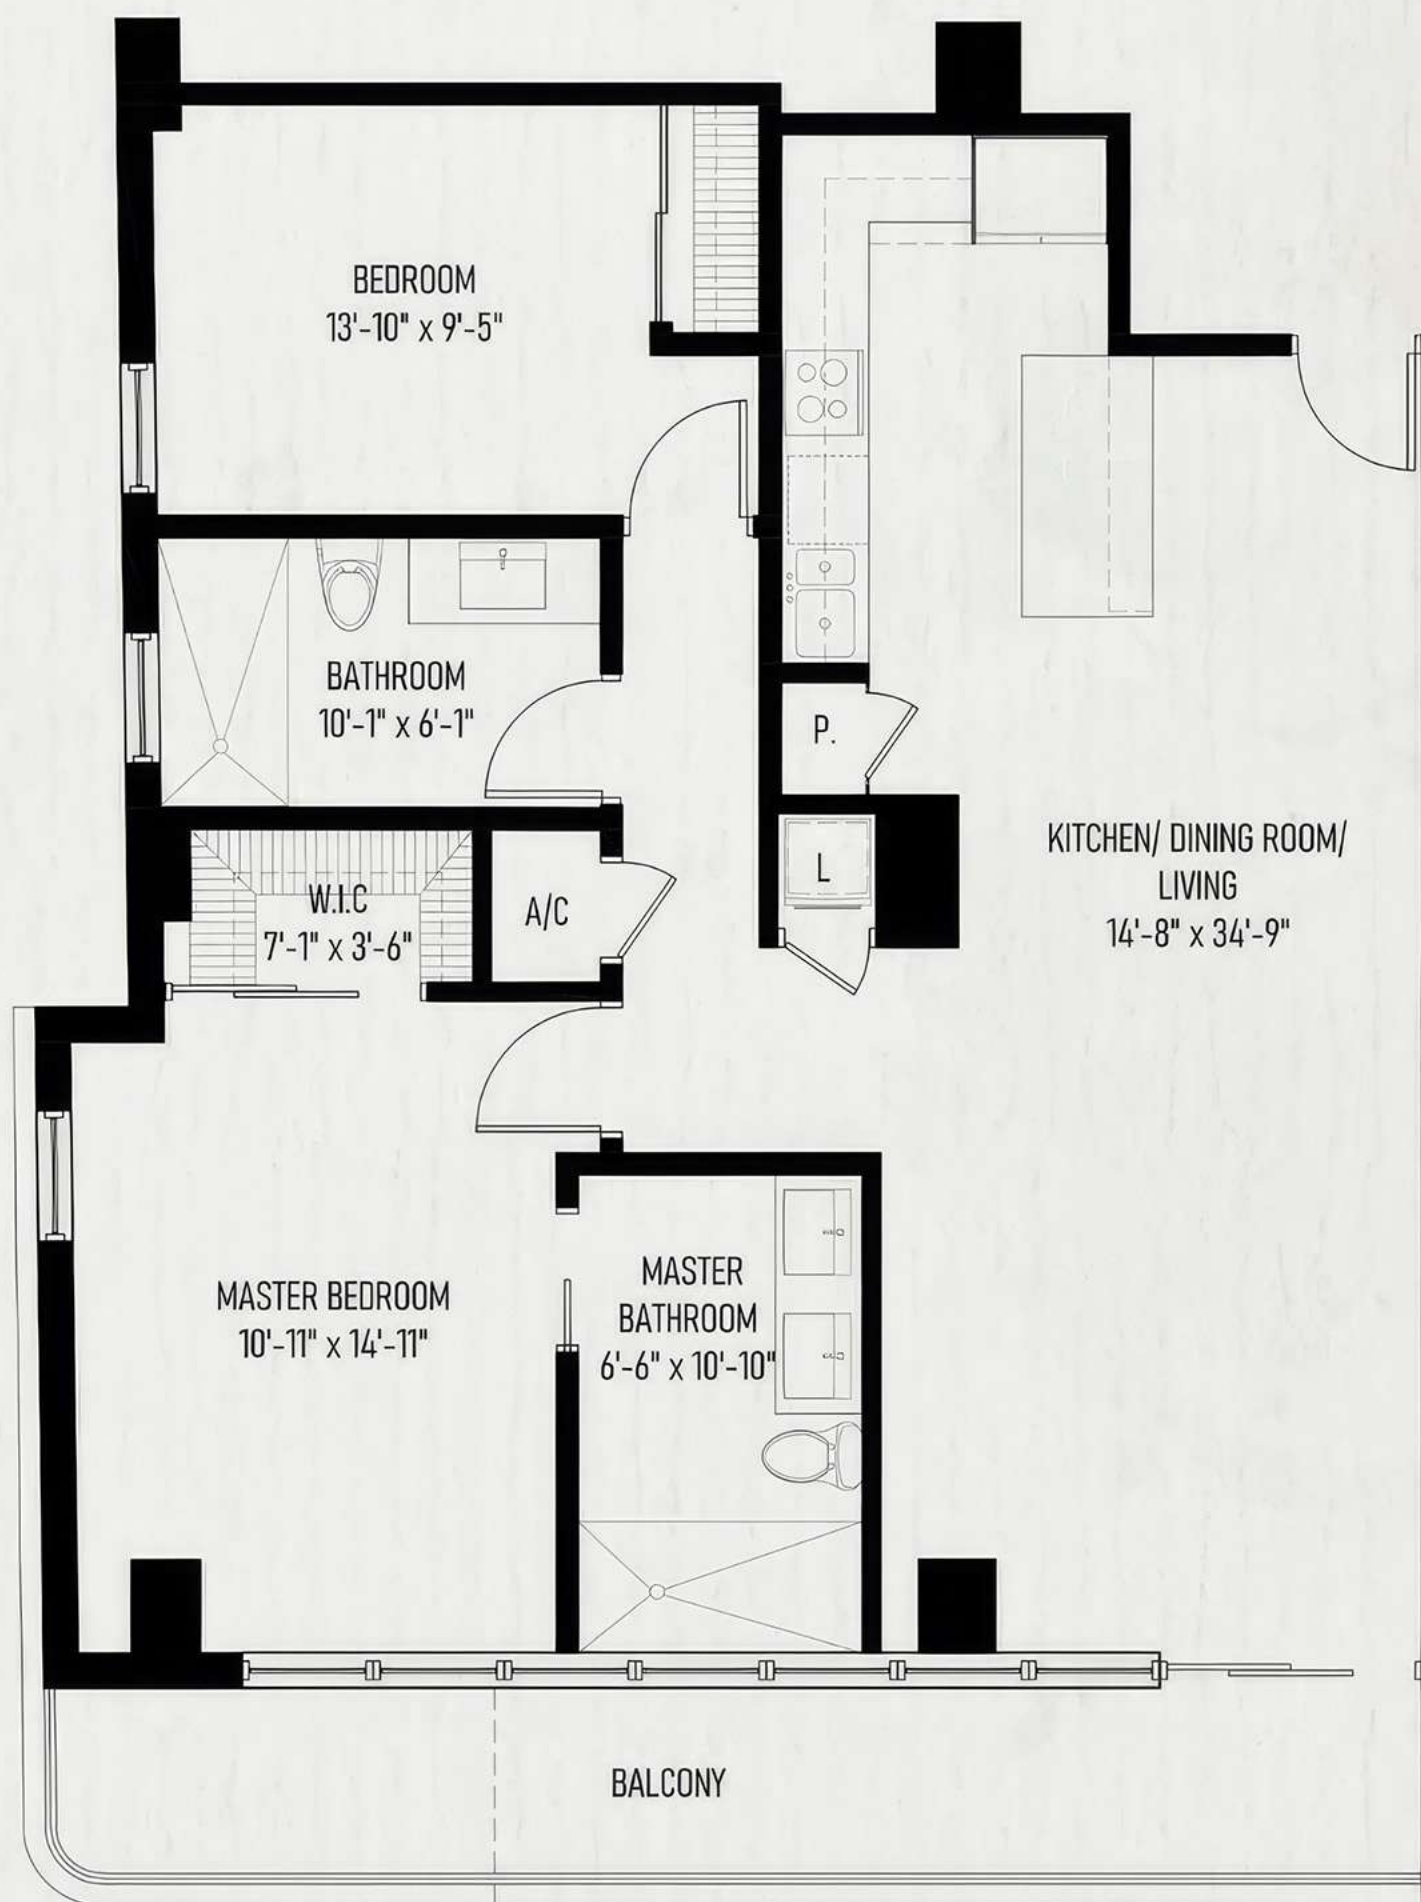 BEDROOM
13'-10" x 9'-5"
BATHROOM
10'-1" x 6'-1"
P.
L
KITCHEN/ DINING ROOM/
LIVING
14'-8" x 34'-9"
W.I.C
7'-1" x 3'-6"
A/C
MASTER BEDROOM
10'-11" x 14'-11"
MASTER
BATHROOM
6'-6" x 10'-10"
BALCONY